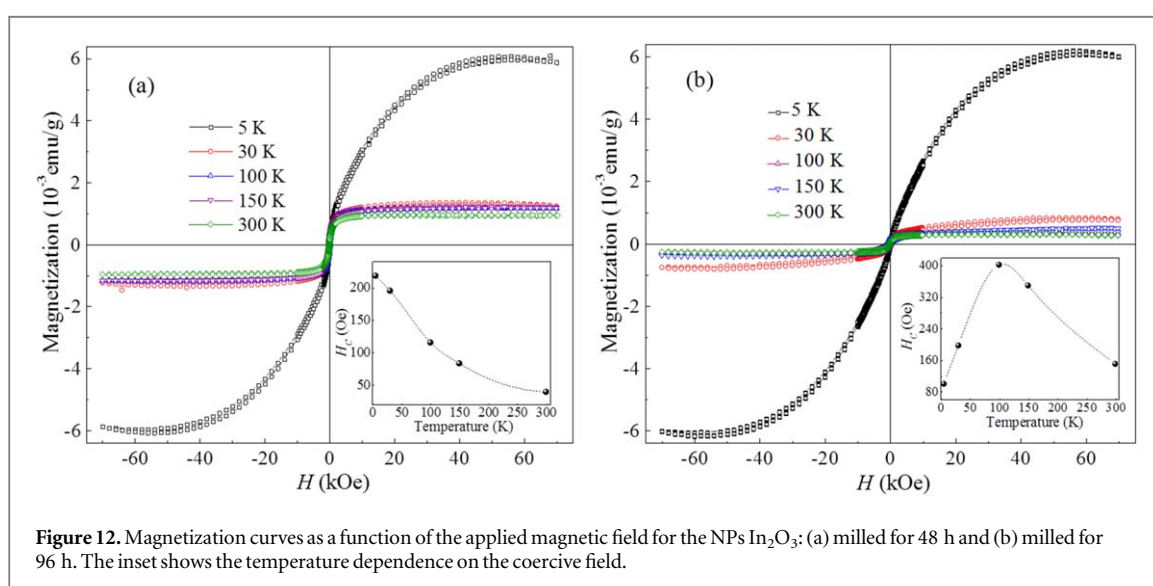 (a)
5 K
30 K
100 K
150 K
300 K
Magnetization (10⁻³ emu/g)
6
4
2
0
-2
-4
-6
-60 -40 -20 0 20 40 60
H (kOe)
H_C (Oe)
200
150
100
50
0 50 100 150 200 250 300
Temperature (K)
(b)
5 K
30 K
100 K
150 K
300 K
Magnetization (10⁻³ emu/g)
6
4
2
0
-2
-4
-6
-60 -40 -20 0 20 40 60
H (kOe)
H_C (Oe)
400
320
240
160
80
0 50 100 150 200 250 300
Temperature (K)
Figure 12. Magnetization curves as a function of the applied magnetic field for the NPs In₂O₃: (a) milled for 48 h and (b) milled for
96 h. The inset shows the temperature dependence on the coercive field.